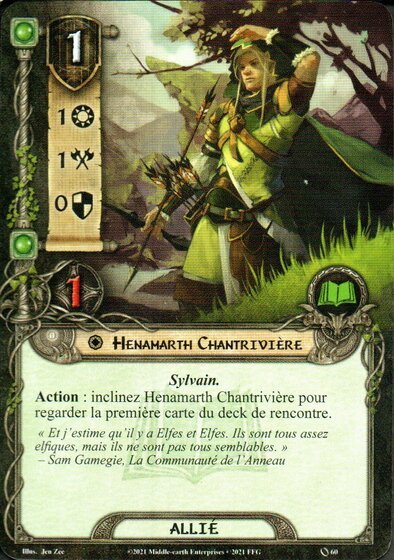 1
1
1
0
1
Henamarth Chantrivière
Sylvain.
Action : inclinez Henamarth Chantrivière pour
regarder la première carte du deck de rencontre.
« Et j'estime qu'il y a Elfes et Elfes. Ils sont tous assez
elfiques, mais ils ne sont pas tous semblables. »
– Sam Gamegie, La Communauté de l'Anneau
Allié
Illus. Jen Zee
©2021 Middle-earth Enterprises • 2021 FFG
60